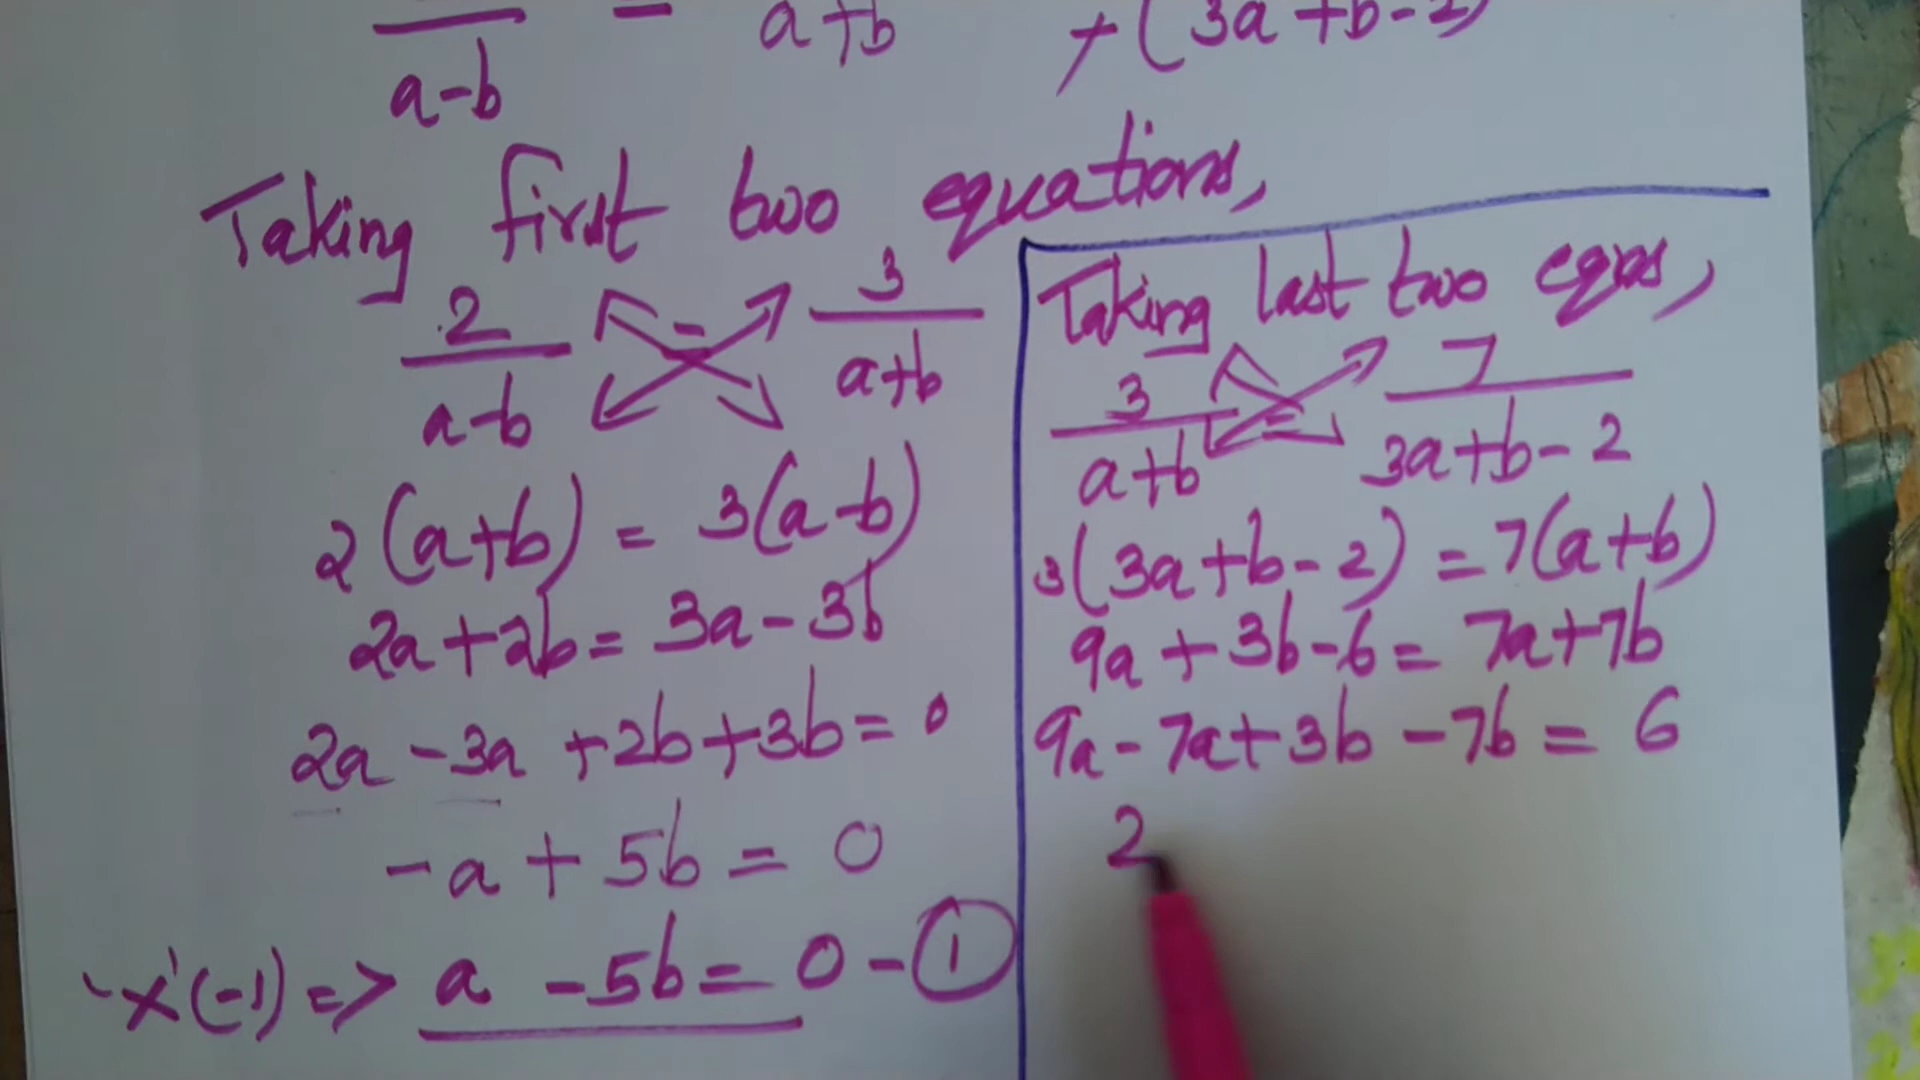 a-b = a+b + (3a+b-2)
Taking first two equations,
2/a-b = 3/a+b
2(a+b) = 3(a-b)
2a+2b = 3a-3b
2a -3a +2b+3b = 0
-a + 5b = 0
'x'(-1) => a -5b = 0 - ①
Taking last two eqns,
3/a+b = 7/3a+b-2
3(3a+b-2) = 7(a+b)
9a + 3b-6 = 7a+7b
9a - 7a + 3b - 7b = 6
2